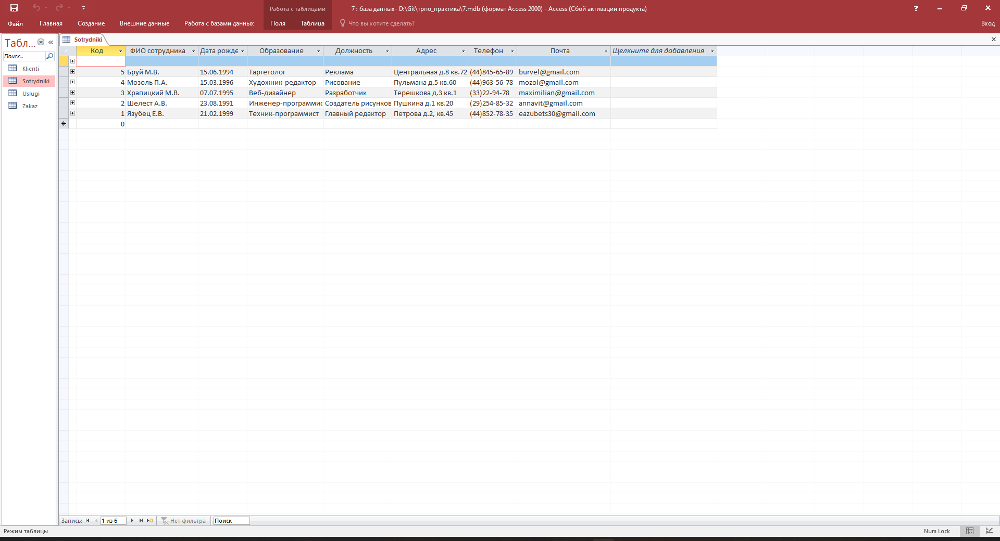 Работа с таблицами
7 : база данных- D:\Git\трпо_практика\7.mdb (формат Access 2000) - Access (Сбой активации продукта)
?
Файл Главная Создание Внешние данные Работа с базами данных Поля Таблица Что вы хотите сделать? Вход
Табл... «
Поиск...
Klienti
Sotrydniki
Uslugi
Zakaz
Sotrydniki
Код ФИО сотрудника Дата рожде Образование Должность Адрес Телефон Почта Щелкните для добавления
5 Бруй М.В. 15.06.1994 Таргетолог Реклама Центральная д.8 кв.72 (44)845-65-89 burvel@gmail.com
4 Мозоль П.А. 15.03.1996 Художник-редактор Рисование Пульмана д.5 кв.60 (44)963-56-78 mozol@gmail.com
3 Храпицкий М.В. 07.07.1995 Веб-дизайнер Разработчик Терешкова д.3 кв.1 (33)22-94-78 maximilian@gmail.com
2 Шелест А.В. 23.08.1991 Инженер-программис Создатель рисунков Пушкина д.1 кв.20 (29)254-85-32 annavit@gmail.com
1 Язубец Е.В. 21.02.1999 Техник-программист Главный редактор Петрова д.2, кв.45 (44)852-78-35 eazubets30@gmail.com
0
Запись: 1 из 6 Нет фильтра Поиск
Режим таблицы Num Lock